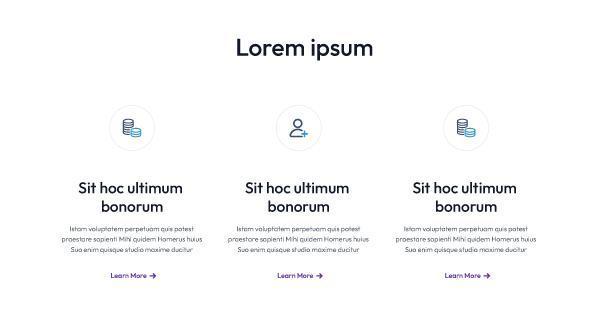 Lorem ipsum
Sit hoc ultimum
bonorum
Istam voluptatem perpetuam quis potest
praestare sapienti Mihi quidem Homerus huius
Suo enim quisque studio maxime ducitur
Learn More →
Sit hoc ultimum
bonorum
Istam voluptatem perpetuam quis potest
praestare sapienti Mihi quidem Homerus huius
Suo enim quisque studio maxime ducitur
Learn More →
Sit hoc ultimum
bonorum
Istam voluptatem perpetuam quis potest
praestare sapienti Mihi quidem Homerus huius
Suo enim quisque studio maxime ducitur
Learn More →